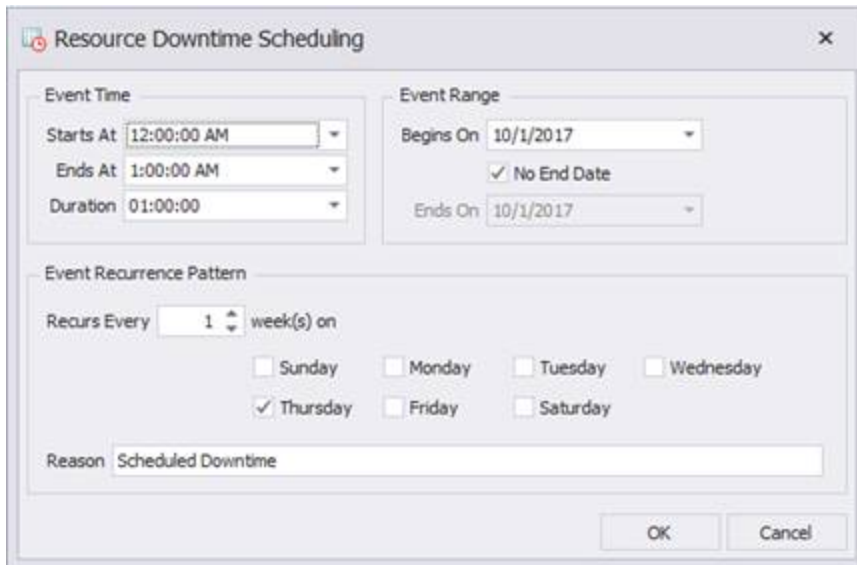 Resource Downtime Scheduling
Event Time
Starts At 12:00:00 AM
Ends At 1:00:00 AM
Duration 01:00:00
Event Range
Begins On 10/1/2017
No End Date
Ends On 10/1/2017
Event Recurrence Pattern
Recurs Every 1 week(s) on
Sunday Monday Tuesday Wednesday
Thursday Friday Saturday
Reason Scheduled Downtime
OK Cancel